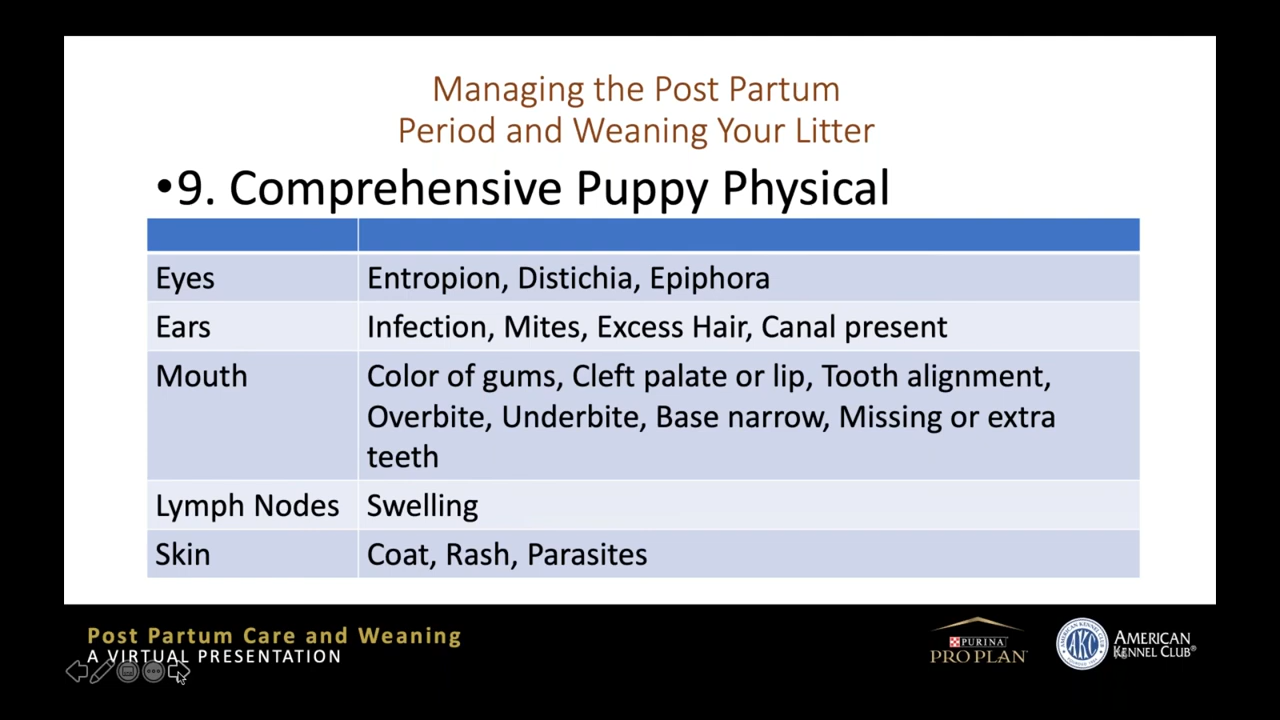 Managing the Post Partum
Period and Weaning Your Litter
•9. Comprehensive Puppy Physical
Eyes Entropion, Distichia, Epiphora
Ears Infection, Mites, Excess Hair, Canal present
Mouth Color of gums, Cleft palate or lip, Tooth alignment,
Overbite, Underbite, Base narrow, Missing or extra
teeth
Lymph Nodes Swelling
Skin Coat, Rash, Parasites
Post Partum Care and Weaning
A VIRTUAL PRESENTATION
PURINA
PRO PLAN
AKC
AMERICAN
KENNEL CLUB®